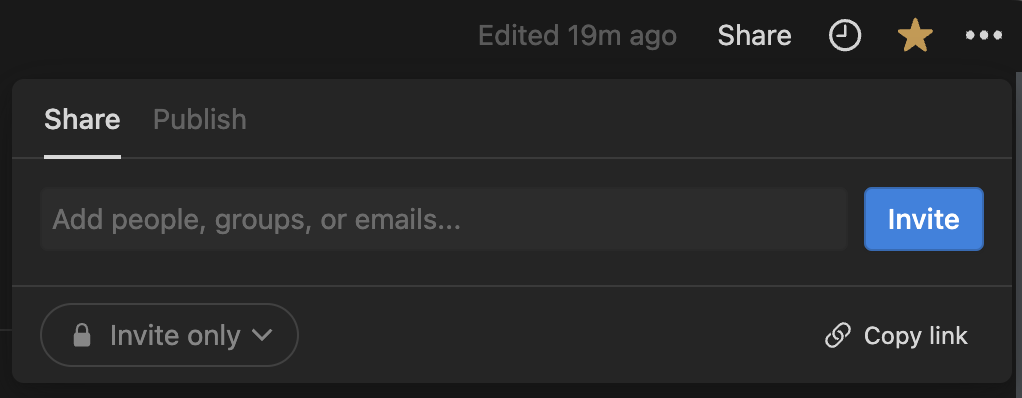 Edited 19m ago Share
Share Publish
Add people, groups, or emails...
Invite
Invite only
Copy link